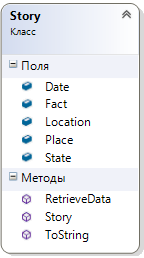 Story
Класс
Поля
Date
Fact
Location
Place
State
Методы
RetrieveData
Story
ToString